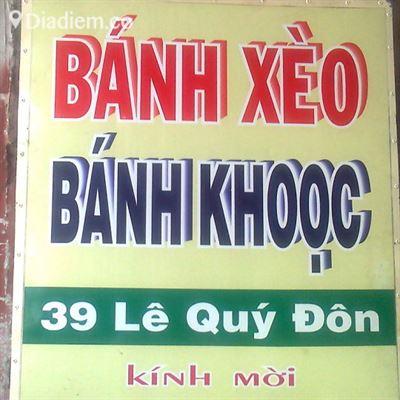 Diadiem.co
BÁNH XÈO
BÁNH KHOỌC
39 Lê Quý Đôn
kính mời